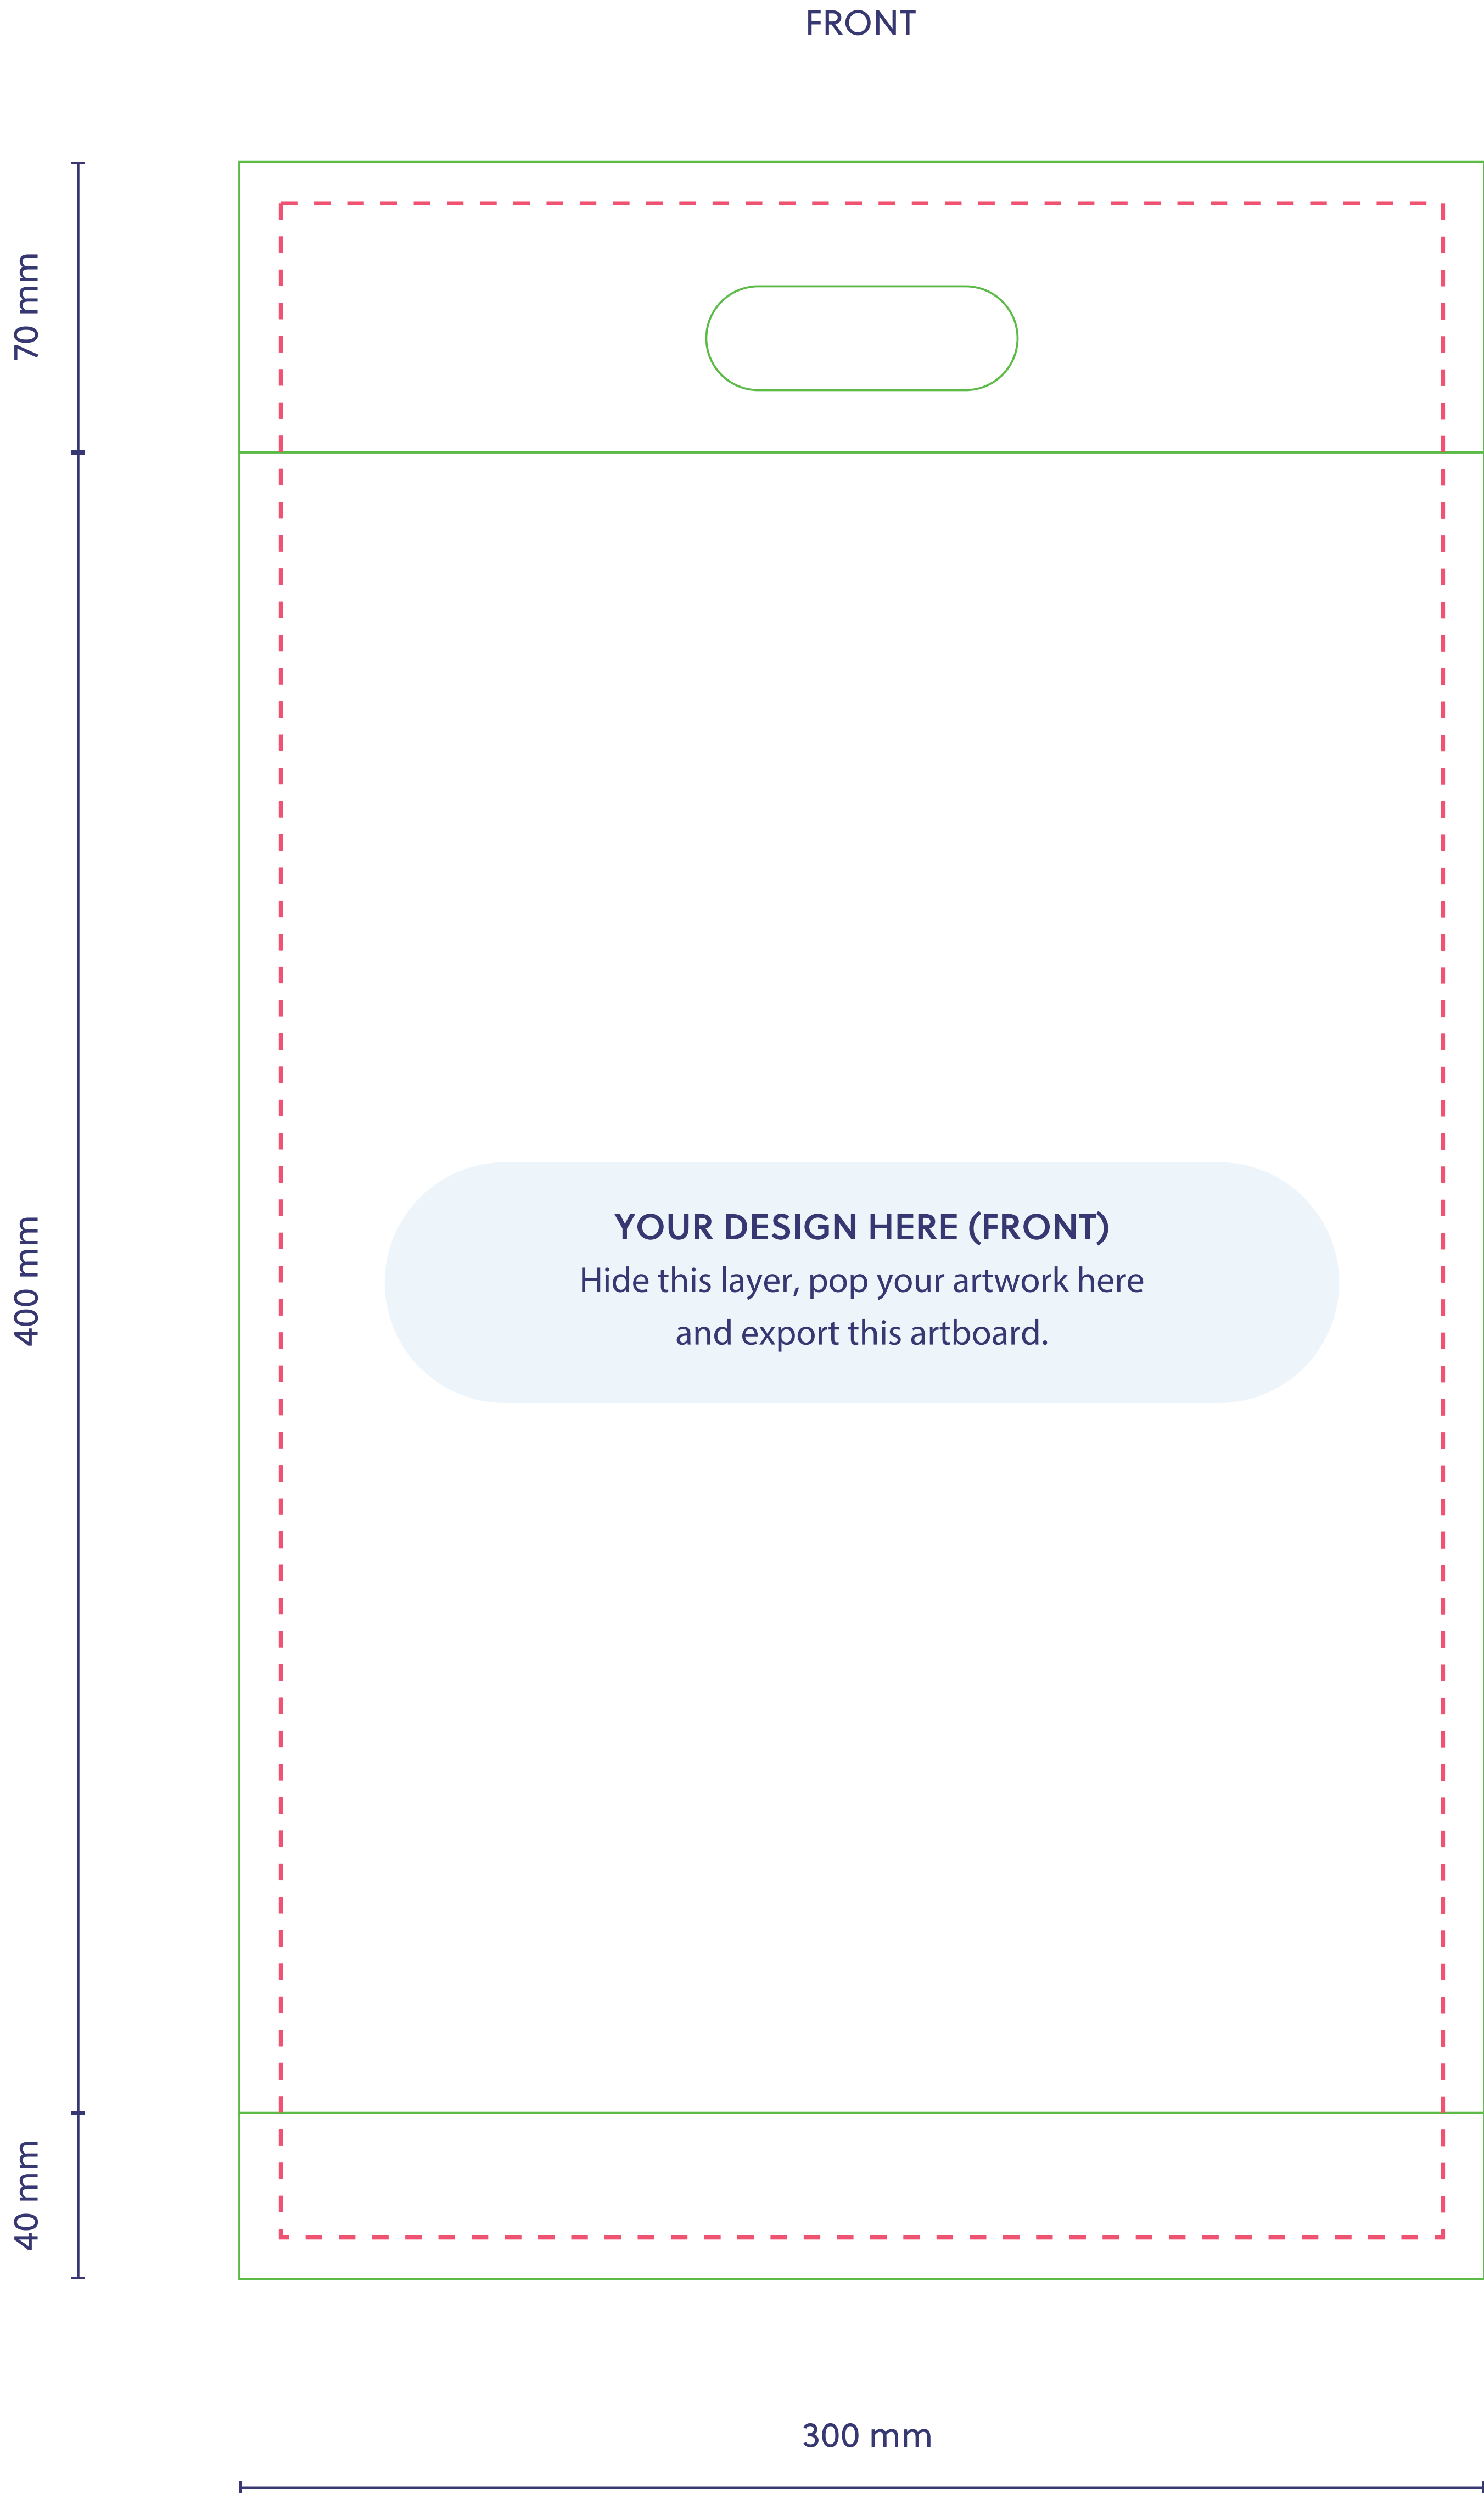 FRONT
70 mm
400 mm
YOUR DESIGN HERE (FRONT)
Hide this layer, pop your artwork here
and export this artboard.
40 mm
300 mm